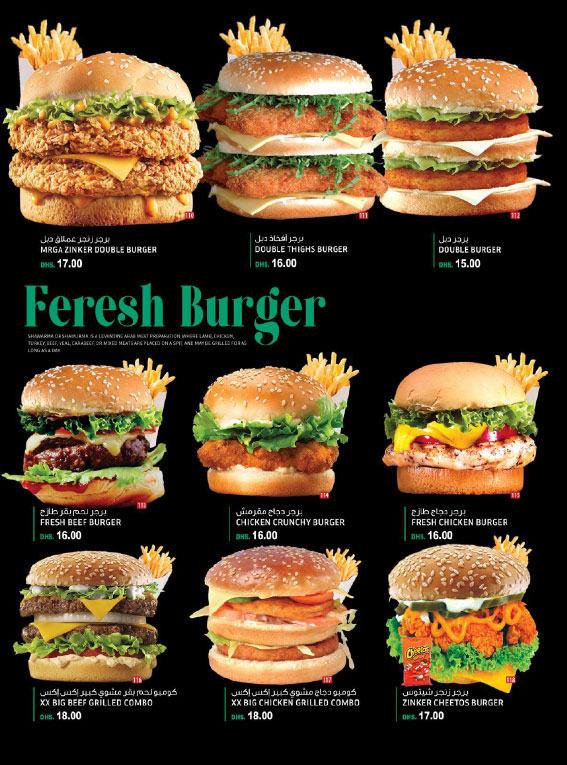 110
111
112
برجر زنجر عملاق دبل
MRGA ZINKER DOUBLE BURGER
DHS. 17.00
برجر أفخاذ دبل
DOUBLE THIGHS BURGER
DHS. 16.00
برجر دبل
DOUBLE BURGER
DHS. 15.00
Feresh Burger
SHAWARMA OR SHAWURMA IS A LEVANTINE ARAB MEAT PREPARATION, WHERE LAMB, CHICKEN,
TURKEY, BEEF, VEAL, CARABEEF, OR MIXED MEATS ARE PLACED ON A SPIT, AND MAY BE GRILLED FOR AS
LONG AS A DAY.
113
114
115
برجر لحم بقر طازج
FRESH BEEF BURGER
DHS. 16.00
برجر دجاج مقرمش
CHICKEN CRUNCHY BURGER
DHS. 16.00
برجر دجاج طازج
FRESH CHICKEN BURGER
DHS. 16.00
Cheetos
116
117
118
كومبو لحم بقر مشوي كبير إكس إكس
XX BIG BEEF GRILLED COMBO
DHS. 18.00
كومبو دجاج مشوي كبير إكس إكس
XX BIG CHICKEN GRILLED COMBO
DHS. 18.00
برجر زنجر شيتوس
ZINKER CHEETOS BURGER
DHS. 17.00